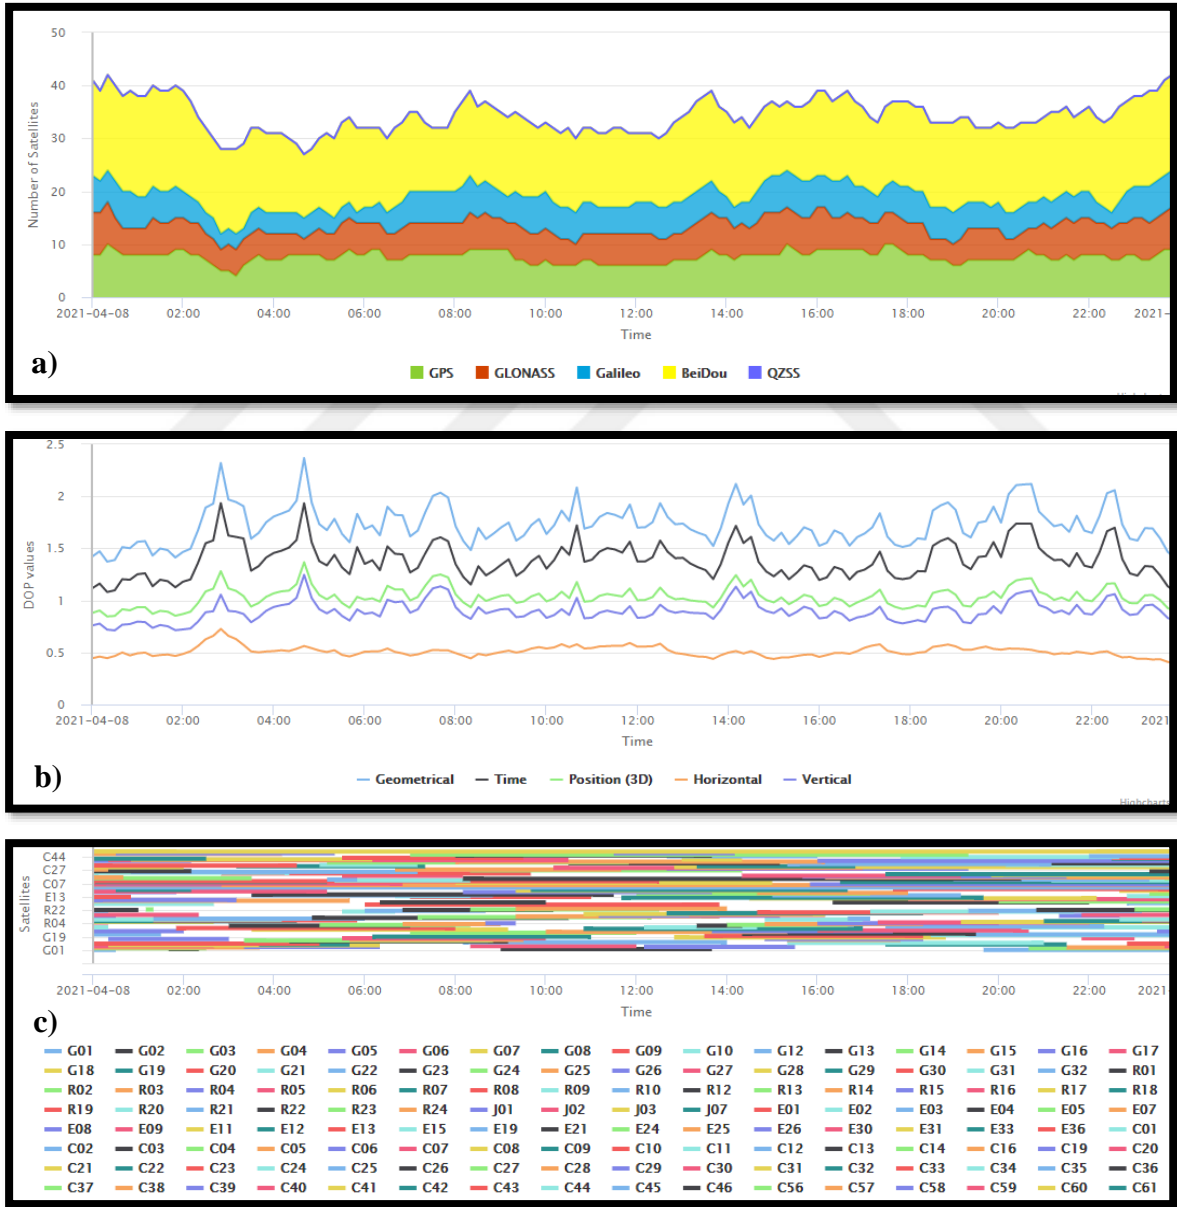 50
40
30
20
10
0
Number of Satellites
2021-04-08 02:00 04:00 06:00 08:00 10:00 12:00 14:00 16:00 18:00 20:00 22:00 2021-
Time
a)
GPS GLONASS Galileo BeiDou QZSS
2.5
2
1.5
1
0.5
0
DOP values
2021-04-08 02:00 04:00 06:00 08:00 10:00 12:00 14:00 16:00 18:00 20:00 22:00 2021
Time
b)
Geometrical Time Position (3D) Horizontal Vertical
Highcharts
C44
C27
C07
E13
R22
R04
G19
G01
Satellites
2021-04-08 02:00 04:00 06:00 08:00 10:00 12:00 14:00 16:00 18:00 20:00 22:00 2021-
Time
c)
G01 G02 G03 G04 G05 G06 G07 G08 G09 G10 G12 G13 G14 G15 G16 G17
G18 G19 G20 G21 G22 G23 G24 G25 G26 G27 G28 G29 G30 G31 G32 R01
R02 R03 R04 R05 R06 R07 R08 R09 R10 R12 R13 R14 R15 R16 R17 R18
R19 R20 R21 R22 R23 R24 J01 J02 J03 J07 E01 E02 E03 E04 E05 E07
E08 E09 E11 E12 E13 E15 E19 E21 E24 E25 E26 E30 E31 E33 E36 C01
C02 C03 C04 C05 C06 C07 C08 C09 C10 C11 C12 C13 C14 C16 C19 C20
C21 C22 C23 C24 C25 C26 C27 C28 C29 C30 C31 C32 C33 C34 C35 C36
C37 C38 C39 C40 C41 C42 C43 C44 C45 C46 C56 C57 C58 C59 C60 C61